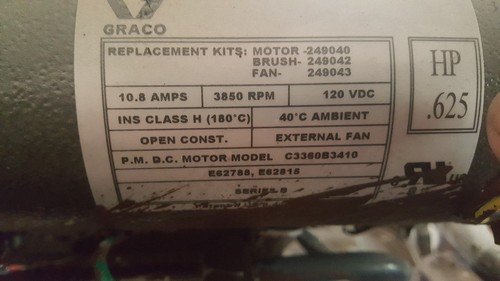 GRACO
REPLACEMENT KITS: MOTOR -249040
BRUSH- 249042
FAN- 249043
HP
.625
10.8 AMPS 3850 RPM 120 VDC
INS CLASS H (180°C) 40°C AMBIENT
OPEN CONST. EXTERNAL FAN
P.M. D.C. MOTOR MODEL C3360B3410
E62788, E62815
SERIES B